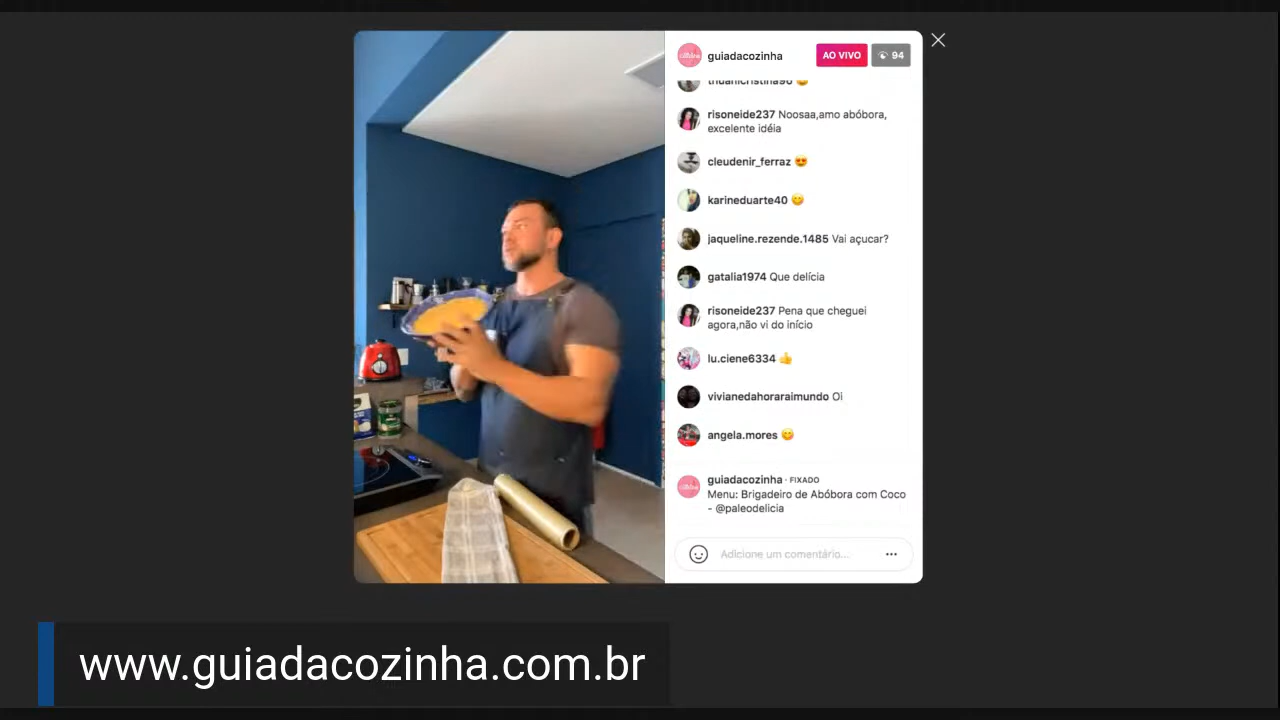 guiadacozinha
AO VIVO
94
risoneide237 Noosaa,amo abóbora,
excelente idéia
cleudenir_ferraz 😍
karineduarte40 😋
jaqueline.rezende.1485 Vai açucar?
gatalia1974 Que delícia
risoneide237 Pena que cheguei
agora,não vi do início
lu.ciene6334 👍
vivianedahoraraimundo Oi
angela.mores 😋
guiadacozinha · FIXADO
Menu: Brigadeiro de Abóbora com Coco
- @paleodelicia
Adicione um comentário...
www.guiadacozinha.com.br